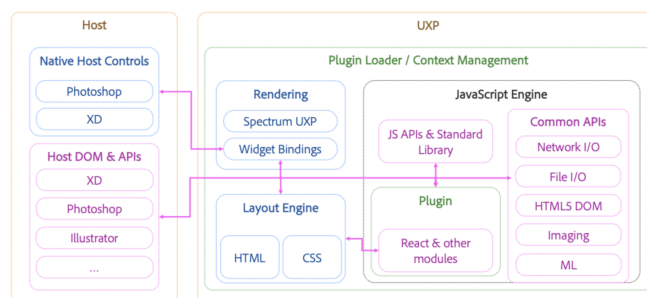 Host
Native Host Controls
Photoshop
XD
Host DOM & APIs
XD
Photoshop
Illustrator
...
UXP
Plugin Loader / Context Management
Rendering
Spectrum UXP
Widget Bindings
Layout Engine
HTML
CSS
JavaScript Engine
JS APIs & Standard
Library
Plugin
React & other
modules
Common APIs
Network I/O
File I/O
HTML5 DOM
Imaging
ML